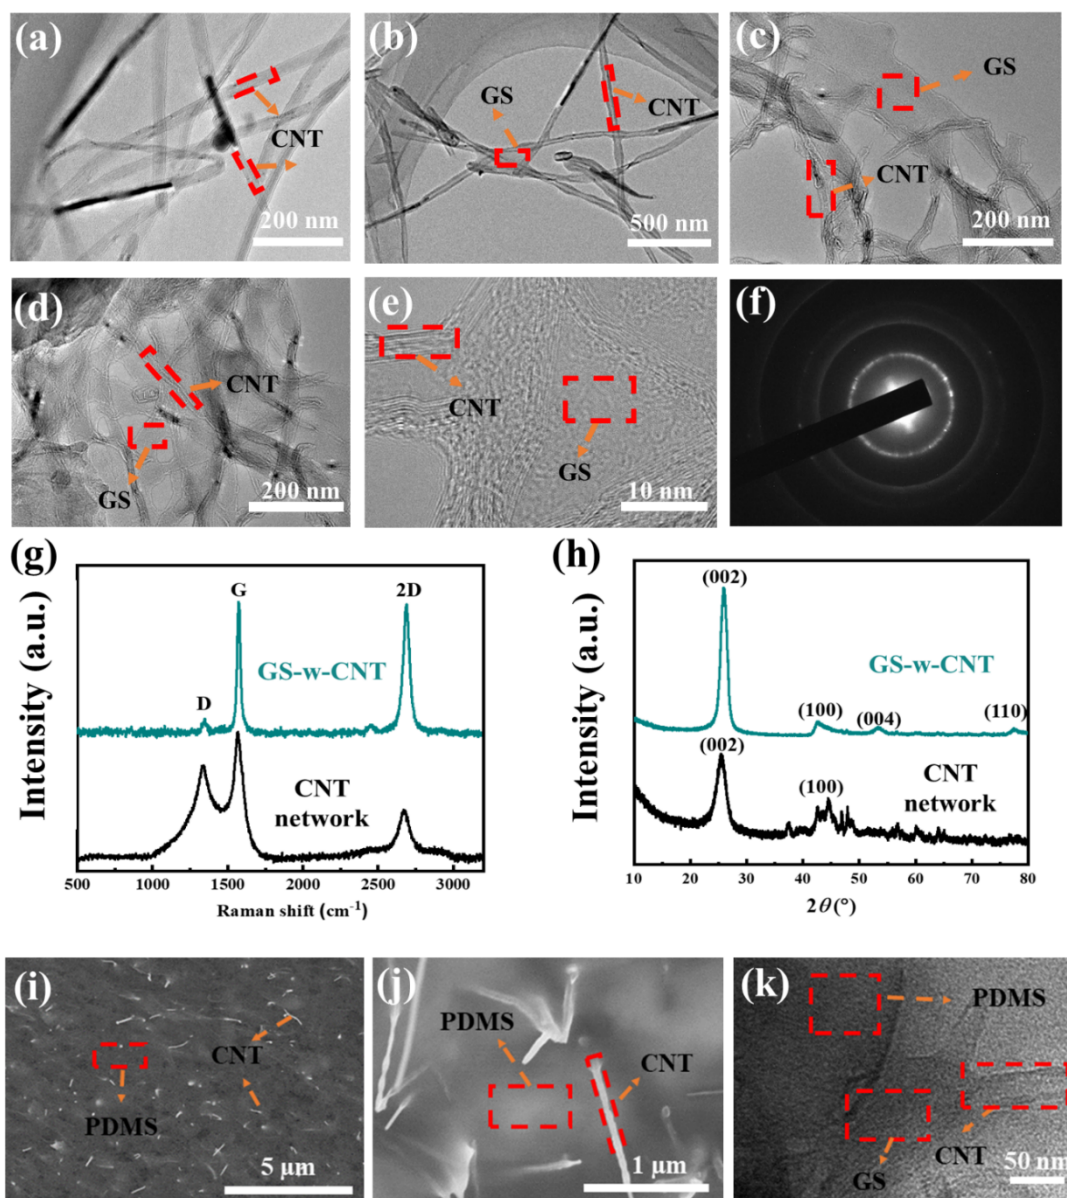 (a)
CNT
200 nm
(b)
GS
CNT
500 nm
(c)
GS
CNT
200 nm
(d)
CNT
GS
200 nm
(e)
CNT
GS
10 nm
(f)
(g)
Intensity (a.u.)
G
2D
GS-w-CNT
D
CNT
network
500 1000 1500 2000 2500 3000
Raman shift (cm⁻¹)
(h)
Intensity (a.u.)
(002)
GS-w-CNT
(100)
(004)
(110)
(002)
(100)
CNT
network
10 20 30 40 50 60 70 80
2θ (°)
(i)
CNT
PDMS
5 μm
(j)
PDMS
CNT
1 μm
(k)
PDMS
CNT
GS
50 nm